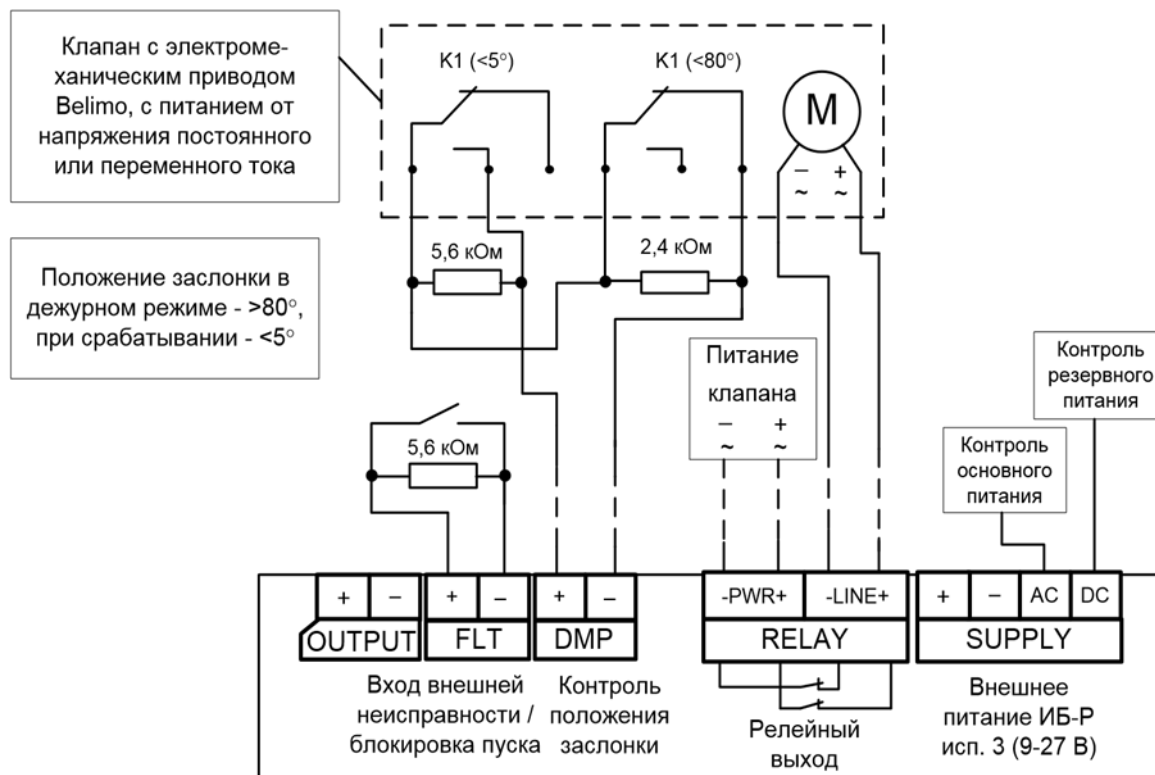 Клапан с электроме-
ханическим приводом
Belimo, с питанием от
напряжения постоянного
или переменного тока
K1 (<5°)
K1 (<80°)
M
– +
~ ~
5,6 кОм
2,4 кОм
Положение заслонки в
дежурном режиме - >80°,
при срабатывании - <5°
Питание
клапана
– +
~ ~
Контроль
резервного
питания
Контроль
основного
питания
5,6 кОм
+ – + – + – -PWR+ -LINE+ + – AC DC
OUTPUT FLT DMP RELAY SUPPLY
Вход внешней
неисправности /
блокировка пуска
Контроль
положения
заслонки
Релейный
выход
Внешнее
питание ИБ-Р
исп. 3 (9-27 В)